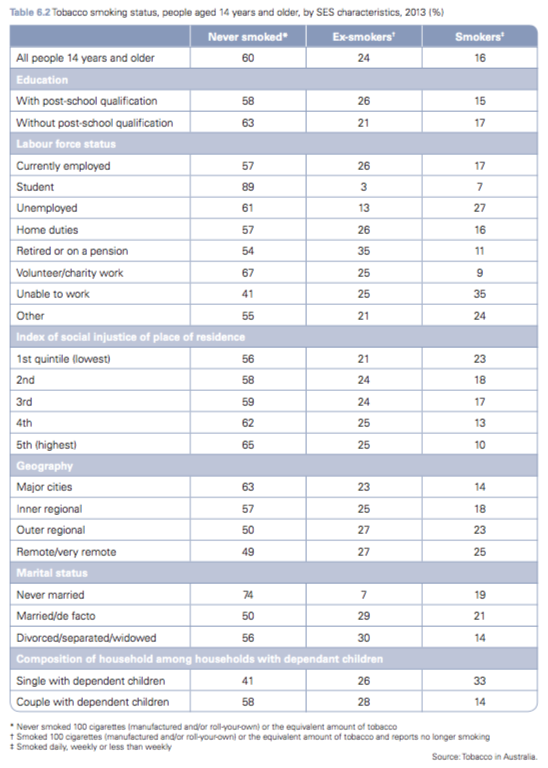 Table 6.2 Tobacco smoking status, people aged 14 years and older, by SES characteristics, 2013 (%)
Never smoked* Ex-smokers† Smokers‡
All people 14 years and older 60 24 16
Education
With post-school qualification 58 26 15
Without post-school qualification 63 21 17
Labour force status
Currently employed 57 26 17
Student 89 3 7
Unemployed 61 13 27
Home duties 57 26 16
Retired or on a pension 54 35 11
Volunteer/charity work 67 25 9
Unable to work 41 25 35
Other 55 21 24
Index of social injustice of place of residence
1st quintile (lowest) 56 21 23
2nd 58 24 18
3rd 59 24 17
4th 62 25 13
5th (highest) 65 25 10
Geography
Major cities 63 23 14
Inner regional 57 25 18
Outer regional 50 27 23
Remote/very remote 49 27 25
Marital status
Never married 74 7 19
Married/de facto 50 29 21
Divorced/separated/widowed 56 30 14
Composition of household among households with dependant children
Single with dependent children 41 26 33
Couple with dependent children 58 28 14
* Never smoked 100 cigarettes (manufactured and/or roll-your-own) or the equivalent amount of tobacco
† Smoked 100 cigarettes (manufactured and/or roll-your-own) or the equivalent amount of tobacco and reports no longer smoking
‡ Smoked daily, weekly or less than weekly
Source: Tobacco in Australia.